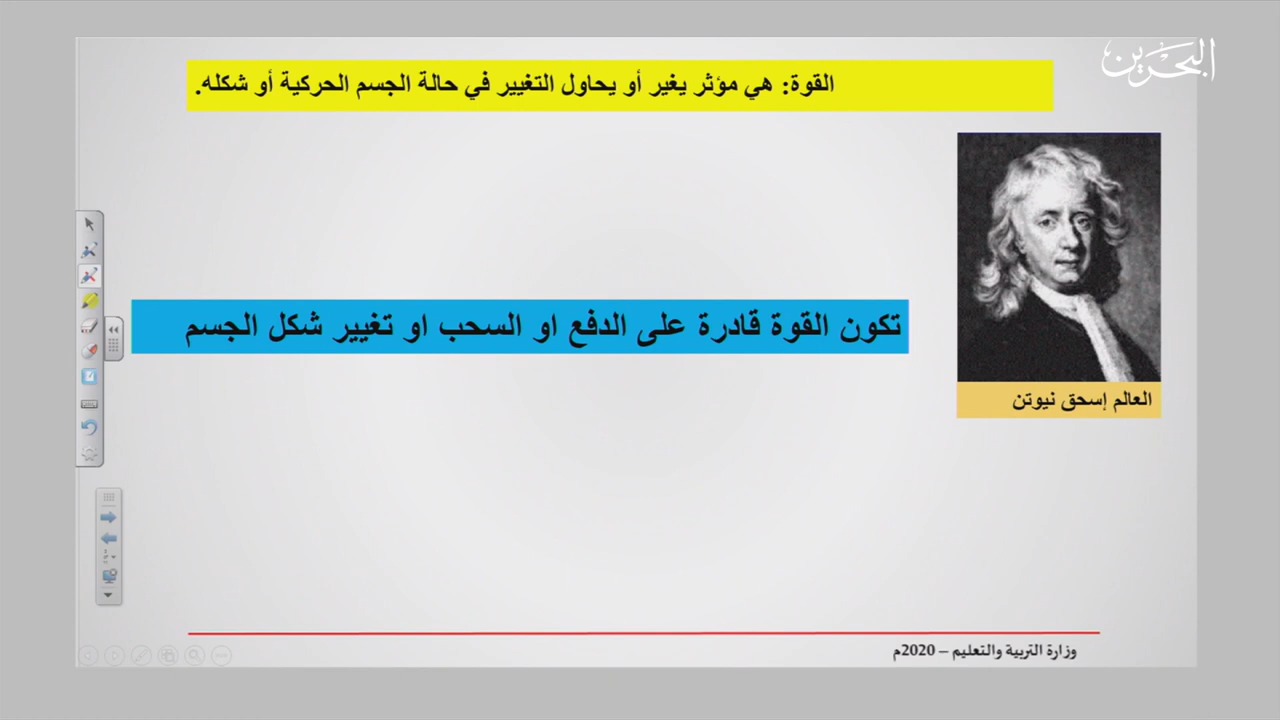 البحرين
القوة: هي مؤثر يغير أو يحاول التغيير في حالة الجسم الحركية أو شكله.
تكون القوة قادرة على الدفع او السحب او تغيير شكل الجسم
العالم إسحق نيوتن
وزارة التربية والتعليم – 2020م